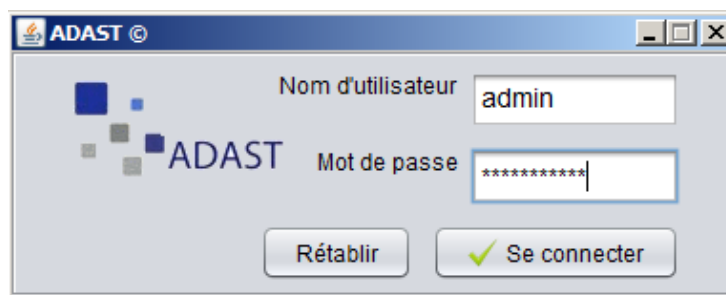 ADAST ©
Nom d'utilisateur
admin
ADAST
Mot de passe
***********
Rétablir
Se connecter